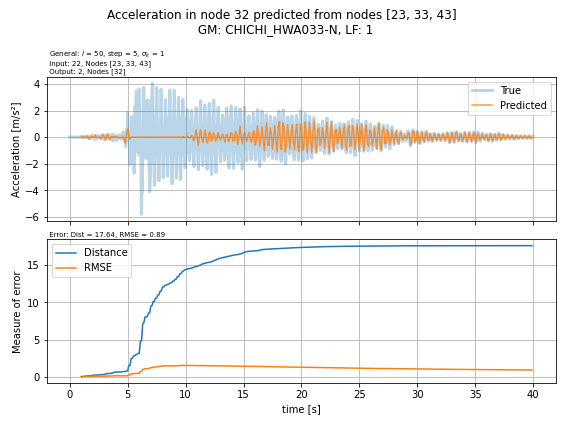 Acceleration in node 32 predicted from nodes [23, 33, 43]
GM: CHICHI_HWA033-N, LF: 1
General: l = 50, step = 5, σₖ = 1
Input: 22, Nodes [23, 33, 43]
Output: 2, Nodes [32]
Acceleration [m/s²]
4
2
0
−2
−4
−6
True
Predicted
Error: Dist = 17.64, RMSE = 0.89
Measure of error
15
10
5
0
Distance
RMSE
0
5
10
15
20
25
30
35
40
time [s]